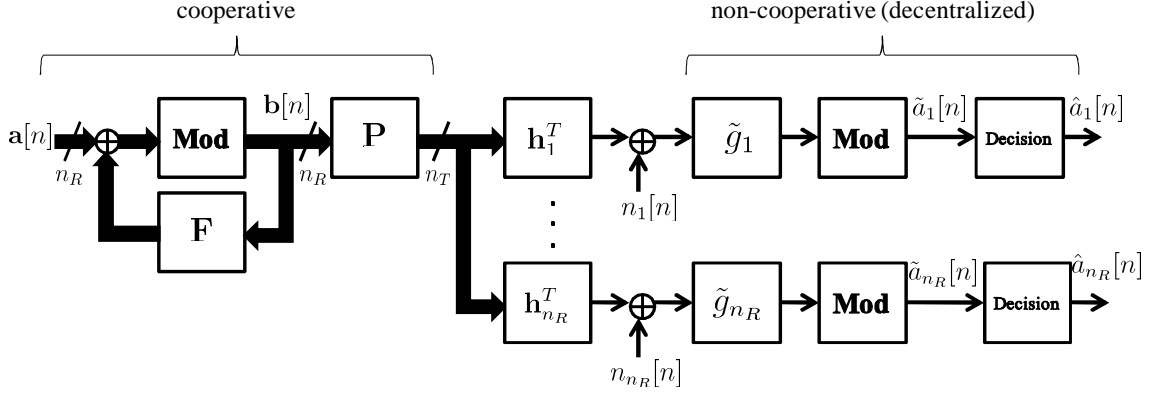 cooperative
non-cooperative (decentralized)
a[n]
n_R
Mod
b[n]
n_R
P
n_T
F
h_1^T
n_1[n]
g̃_1
Mod
ã_1[n]
Decision
â_1[n]
h_{n_R}^T
n_{n_R}[n]
g̃_{n_R}
Mod
ã_{n_R}[n]
Decision
â_{n_R}[n]